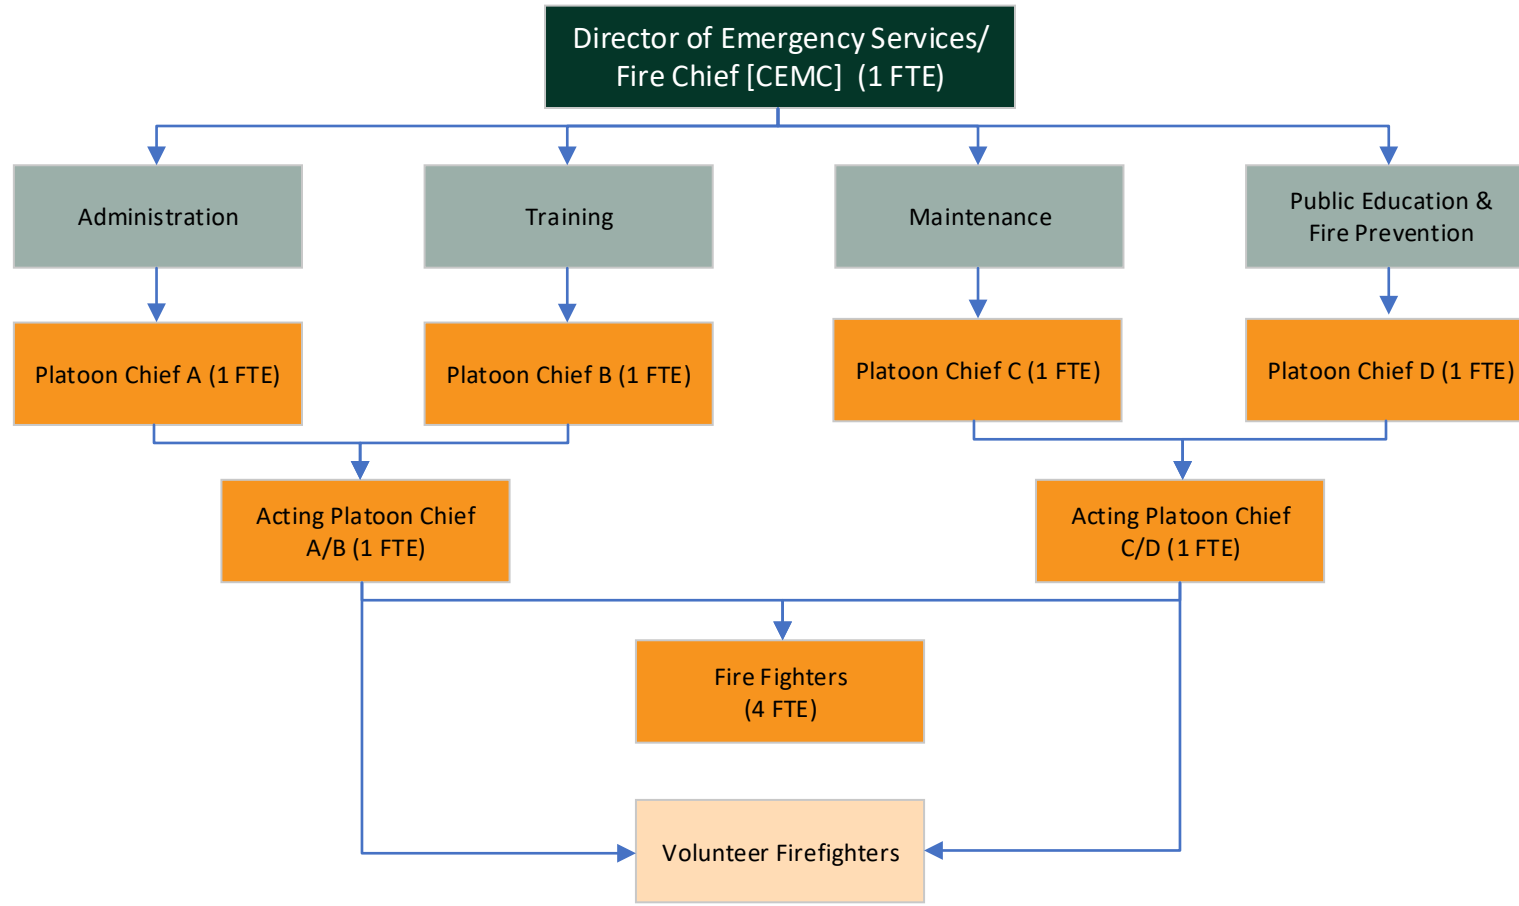 Director of Emergency Services/
Fire Chief [CEMC] (1 FTE)
Administration
Training
Maintenance
Public Education &
Fire Prevention
Platoon Chief A (1 FTE)
Platoon Chief B (1 FTE)
Platoon Chief C (1 FTE)
Platoon Chief D (1 FTE)
Acting Platoon Chief
A/B (1 FTE)
Acting Platoon Chief
C/D (1 FTE)
Fire Fighters
(4 FTE)
Volunteer Firefighters